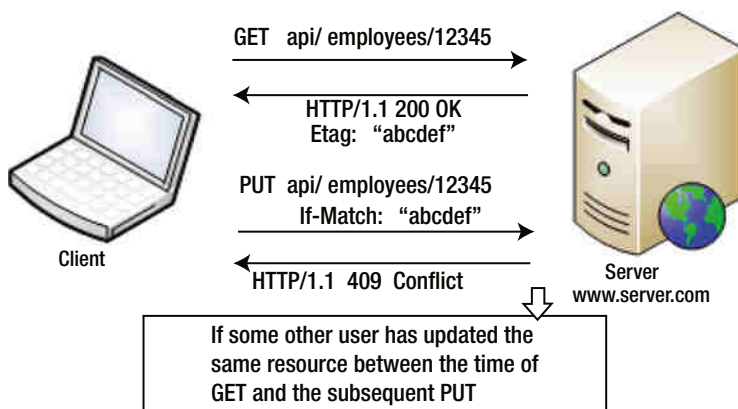 GET api/ employees/12345
HTTP/1.1 200 OK
Etag: “abcdef”
PUT api/ employees/12345
If-Match: “abcdef”
HTTP/1.1 409 Conflict
Client
Server
www.server.com
If some other user has updated the
same resource between the time of
GET and the subsequent PUT